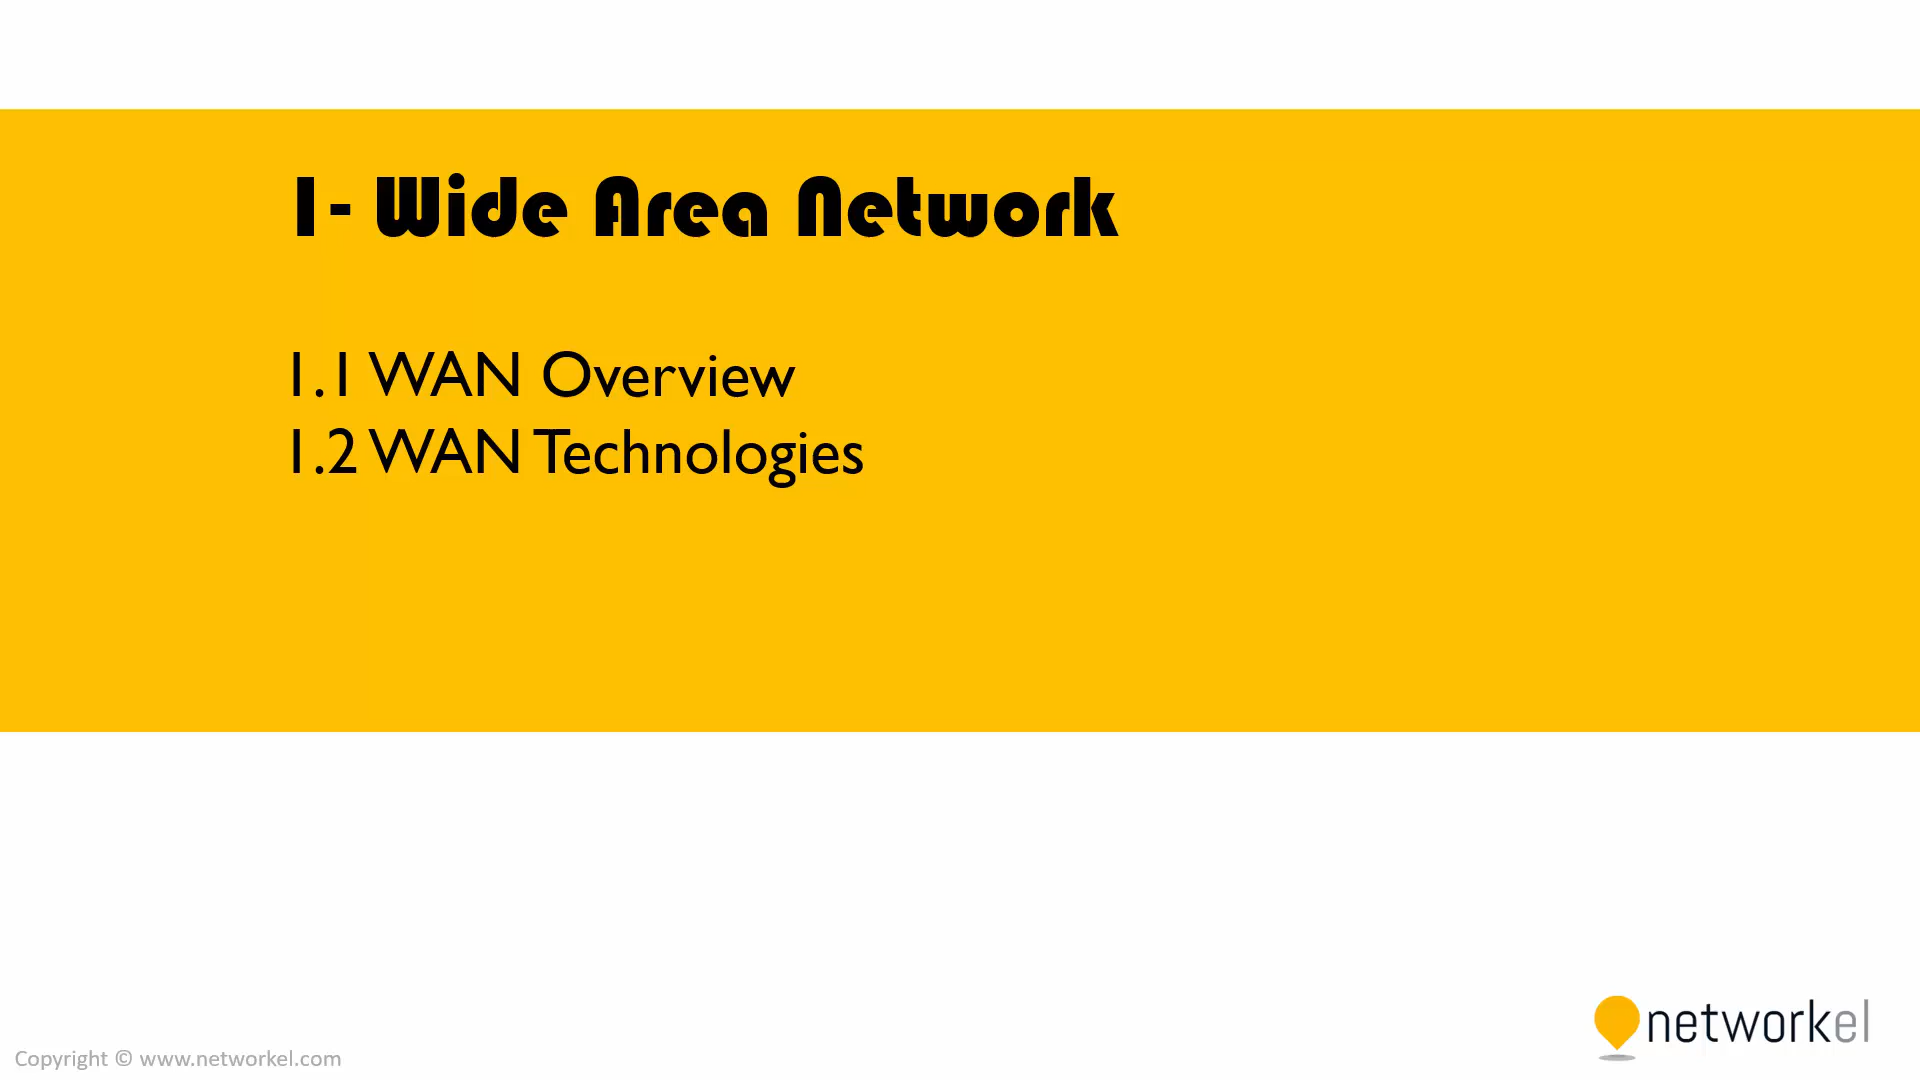 1- Wide Area Network
1.1 WAN Overview
1.2 WAN Technologies
networkel
Copyright © www.networkel.com